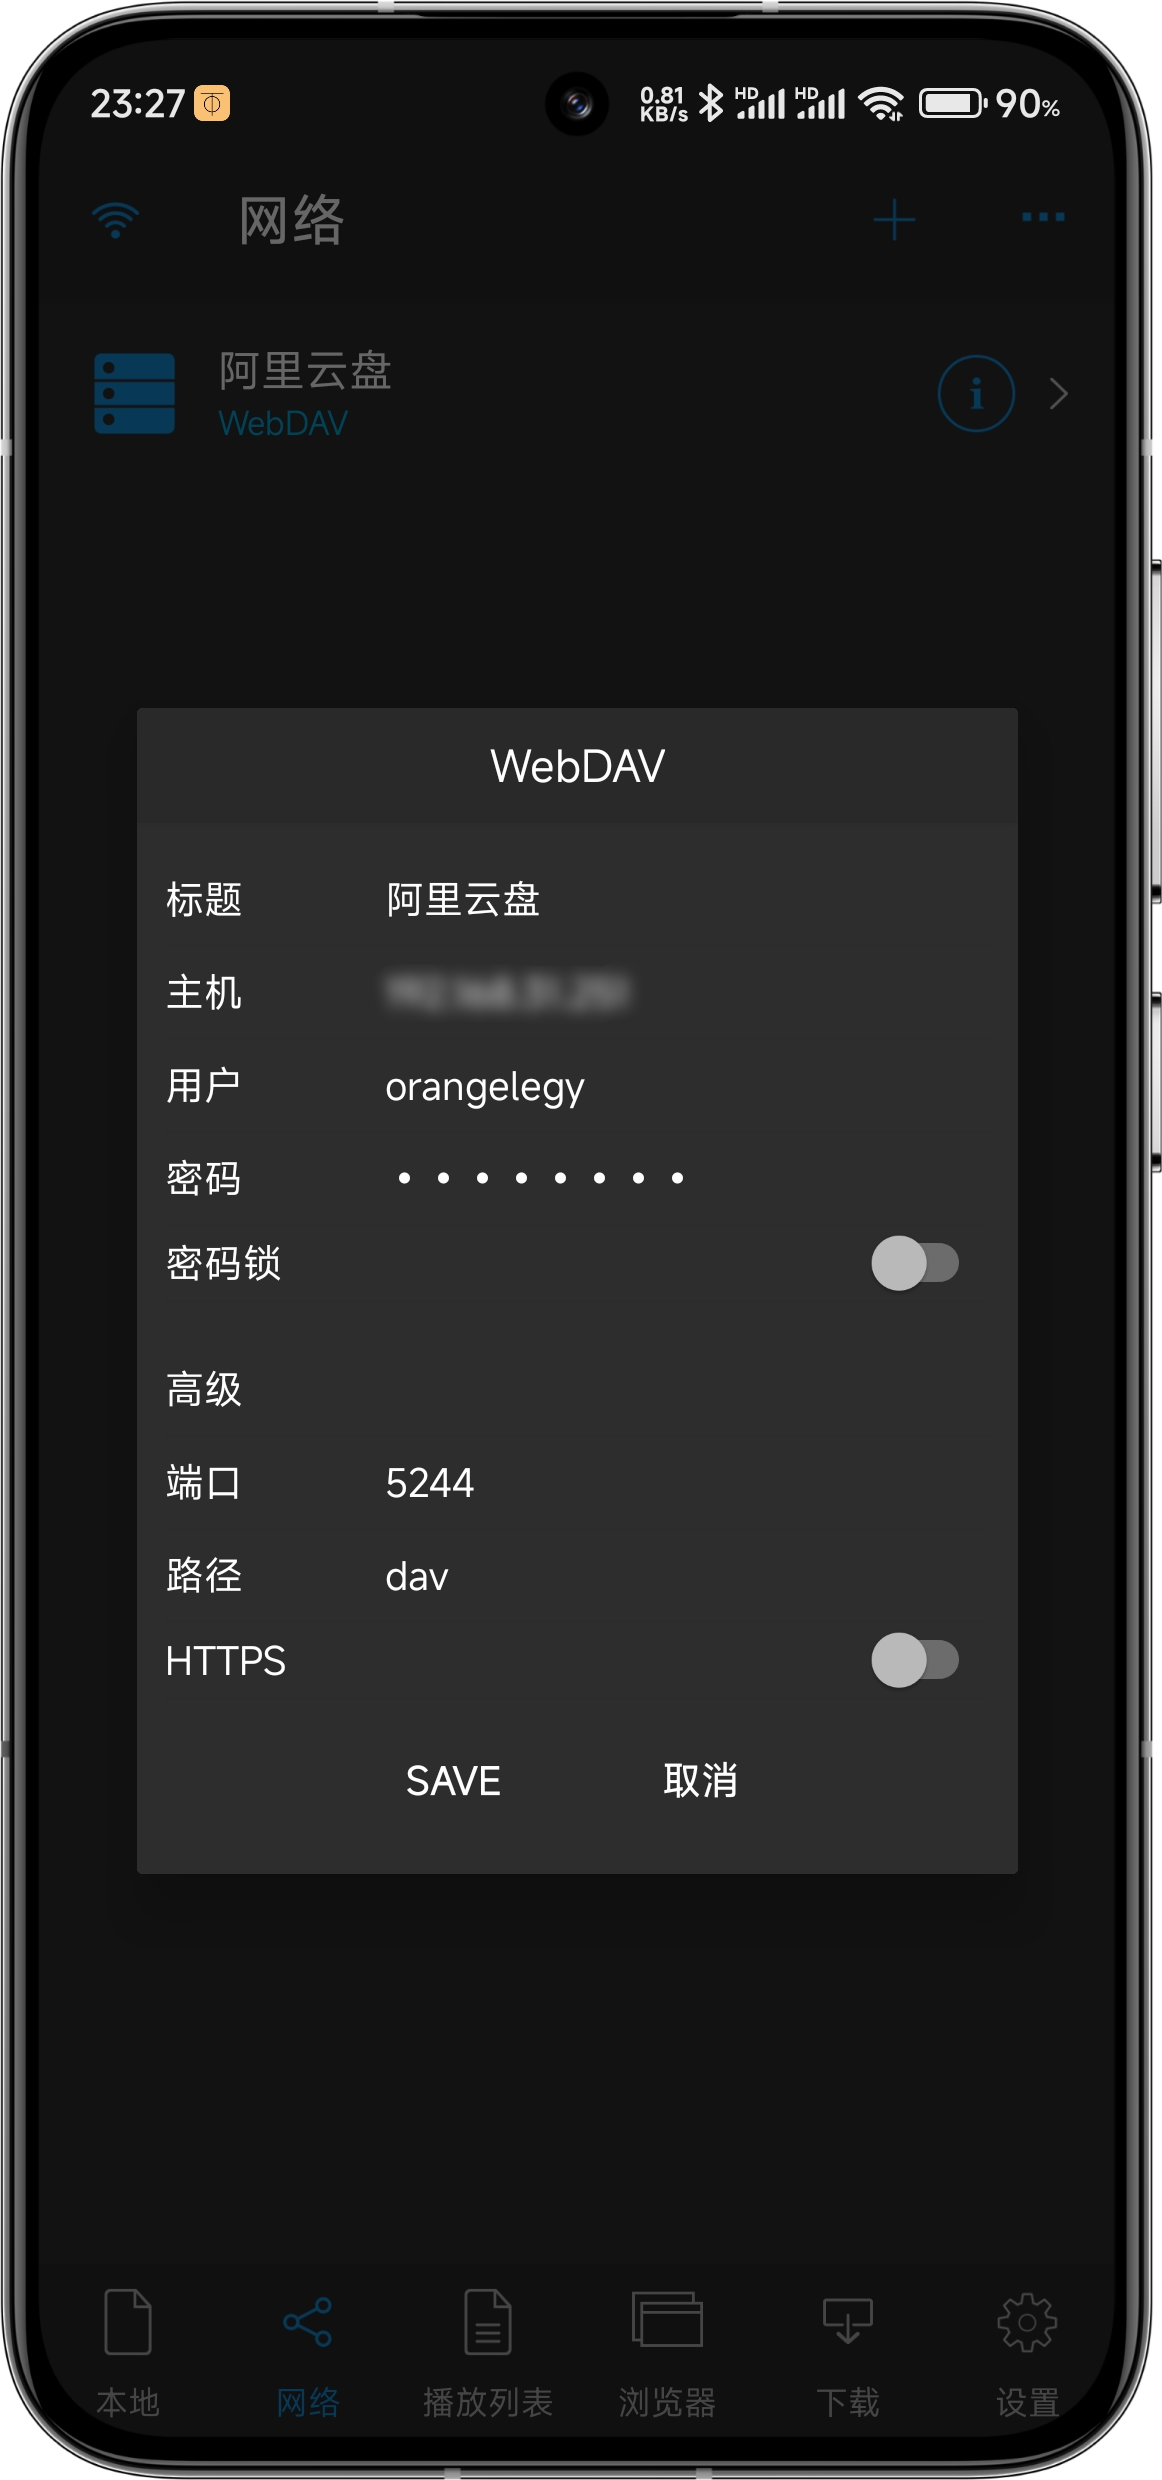 23:27
0.81 KB/s HD HD 90%
网络
阿里云盘
WebDAV
WebDAV
标题 阿里云盘
主机
用户 orangelegy
密码 ••••••••
密码锁
高级
端口 5244
路径 dav
HTTPS
SAVE 取消
本地 网络 播放列表 浏览器 下载 设置